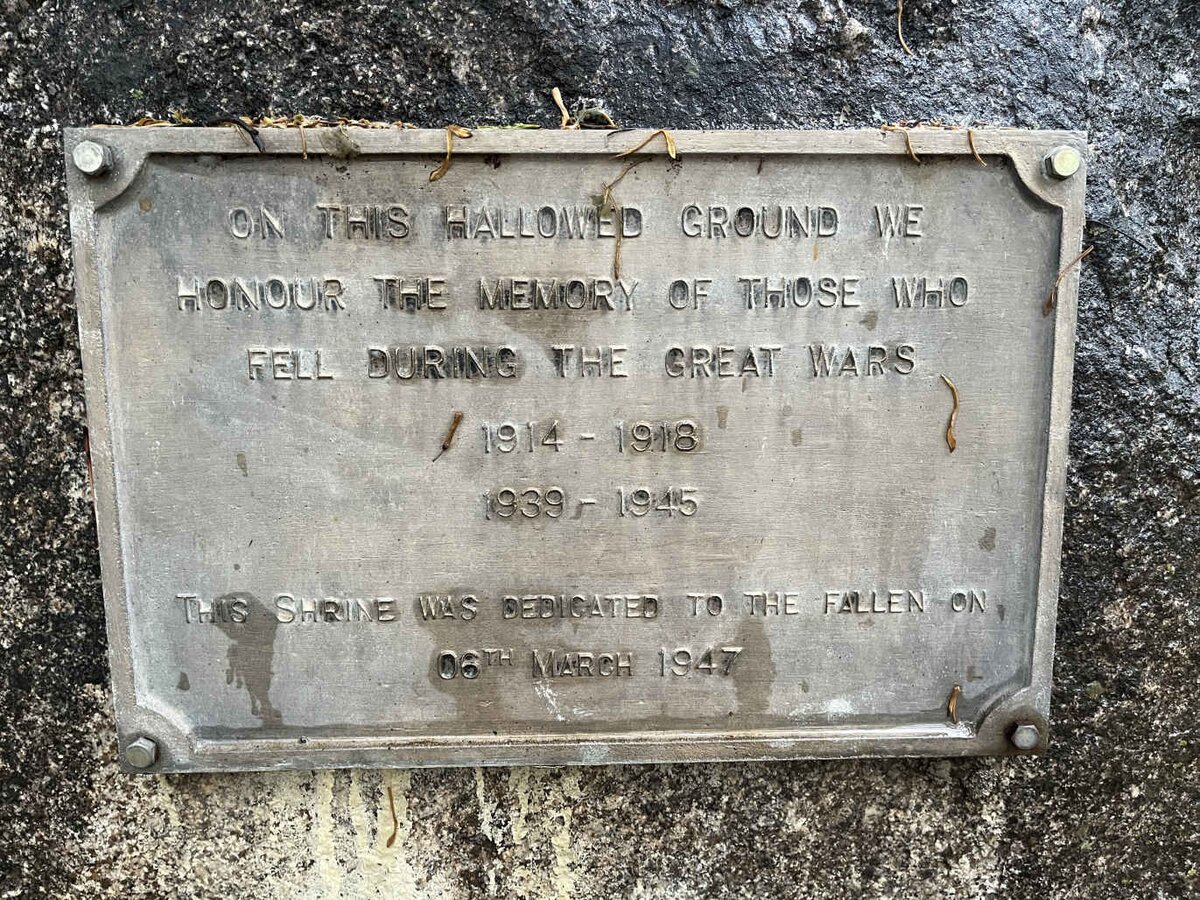 ON THIS HALLOWED GROUND WE
HONOUR THE MEMORY OF THOSE WHO
FELL DURING THE GREAT WARS
1914 - 1918
1939 - 1945
THIS SHRINE WAS DEDICATED TO THE FALLEN ON
06TH MARCH 1947